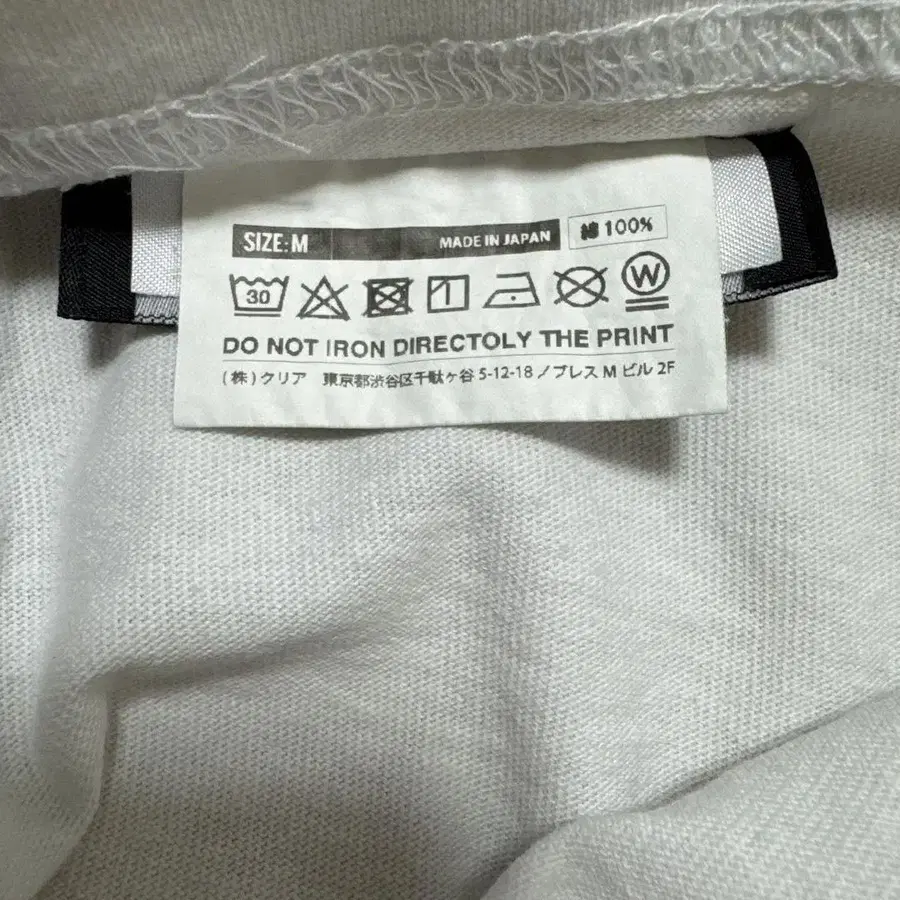 SIZE: M MADE IN JAPAN 綿 100%
30 W
DO NOT IRON DIRECTOLY THE PRINT
(株)クリア 東京都渋谷区千駄ヶ谷 5-12-18 ノブレス M ビル 2F